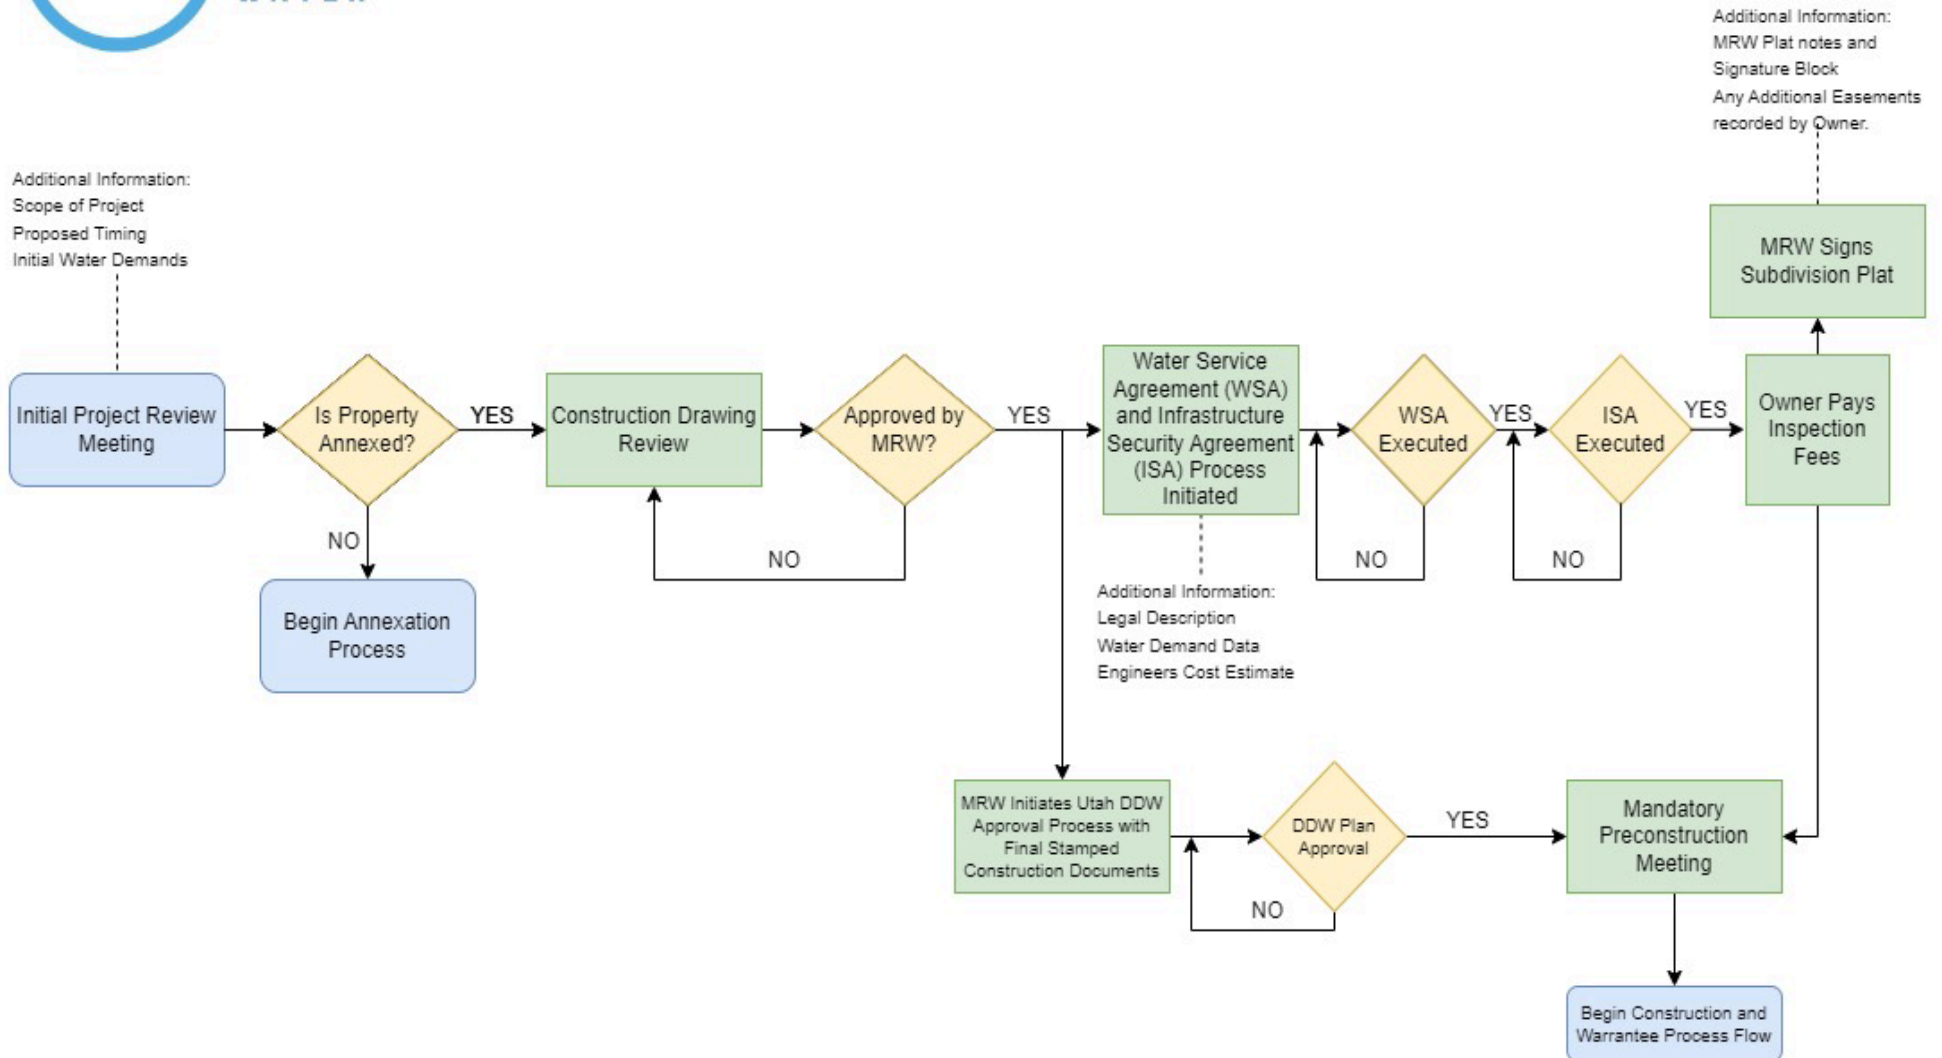 Additional Information:
MRW Plat notes and
Signature Block
Any Additional Easements
recorded by Owner.
Additional Information:
Scope of Project
Proposed Timing
Initial Water Demands
MRW Signs
Subdivision Plat
Initial Project Review
Meeting
Is Property
Annexed?
YES
Construction Drawing
Review
Approved by
MRW?
YES
Water Service
Agreement (WSA)
and Infrastructure
Security Agreement
(ISA) Process
Initiated
WSA
Executed
YES
ISA
Executed
YES
Owner Pays
Inspection
Fees
NO
NO
NO
NO
Begin Annexation
Process
Additional Information:
Legal Description
Water Demand Data
Engineers Cost Estimate
MRW Initiates Utah DDW
Approval Process with
Final Stamped
Construction Documents
DDW Plan
Approval
YES
NO
Mandatory
Preconstruction
Meeting
Begin Construction and
Warrantee Process Flow